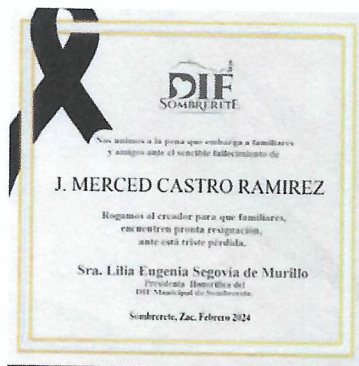 DIF
SOMBRERETE
Nos unimos a la pena que embarga a familiares
y amigos ante el sencible fallecimiento de
J. MERCED CASTRO RAMIREZ
Rogamos al creador para que familiares,
encuentren pronta resignación,
ante está triste pérdida.
Sra. Lilia Eugenia Segovia de Murillo
Presidenta Honorífica del
DIF Municipal de Sombrerete
Sombrerete, Zac. Febrero 2024